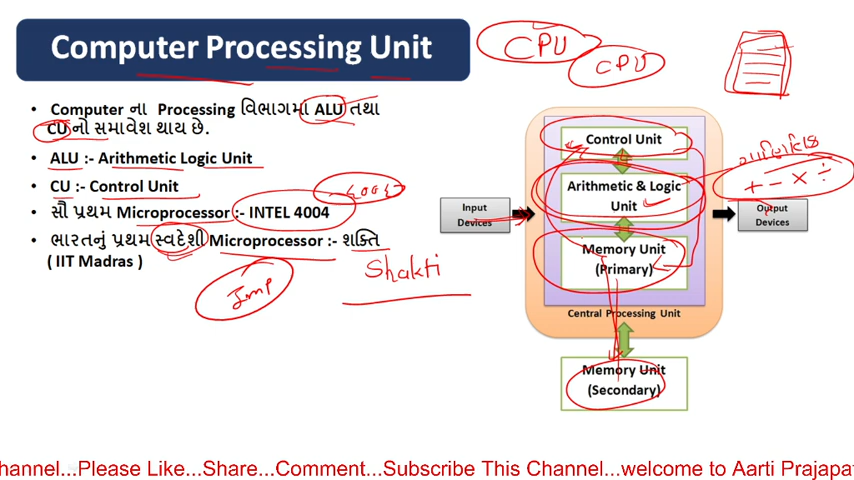 Computer Processing Unit
CPU
CPU
• Computer ના Processing વિભાગમાં ALU તથા
CU નો સમાવેશ થાય છે.
• ALU :- Arithmetic Logic Unit
• CU :- Control Unit
• સૌ પ્રથમ Microprocessor :- INTEL 4004
• ભારતનું પ્રથમ સ્વદેશી Microprocessor :- શક્તિ
( IIT Madras )
Imp
Shakti
Control Unit
Arithmetic & Logic
Unit
+ − × ÷
Input
Devices
Output
Devices
Memory Unit
(Primary)
Central Processing Unit
Memory Unit
(Secondary)
hannel...Please Like...Share...Comment...Subscribe This Channel...welcome to Aarti Prajapa